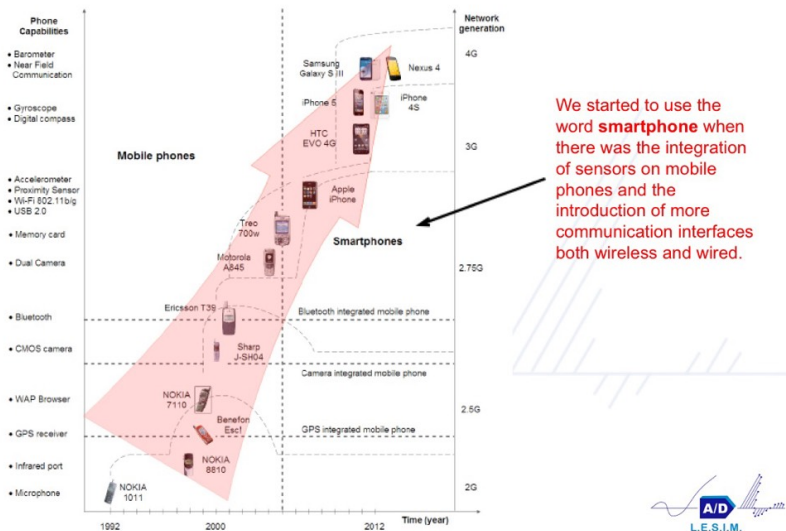 Phone
Capabilities
Network
generation
• Barometer
• Near Field
Communication
• Gyroscope
• Digital compass
• Accelerometer
• Proximity Sensor
• Wi-Fi 802.11b/g
• USB 2.0
• Memory card
• Dual Camera
• Bluetooth
• CMOS camera
• WAP Browser
• GPS receiver
• Infrared port
• Microphone
Mobile phones
Smartphones
Samsung
Galaxy S III
Nexus 4
iPhone 5
iPhone
4S
HTC
EVO 4G
Apple
iPhone
Treo
700w
Motorola
A845
Ericsson T39
Bluetooth integrated mobile phone
Sharp
J-SH04
Camera integrated mobile phone
NOKIA
7110
Benefon
Esc!
GPS integrated mobile phone
NOKIA
8810
NOKIA
1011
4G
3G
2.75G
2.5G
2G
1992
2000
2012
Time (year)
We started to use the
word smartphone when
there was the integration
of sensors on mobile
phones and the
introduction of more
communication interfaces
both wireless and wired.
A/D
L.E.S.I.M.